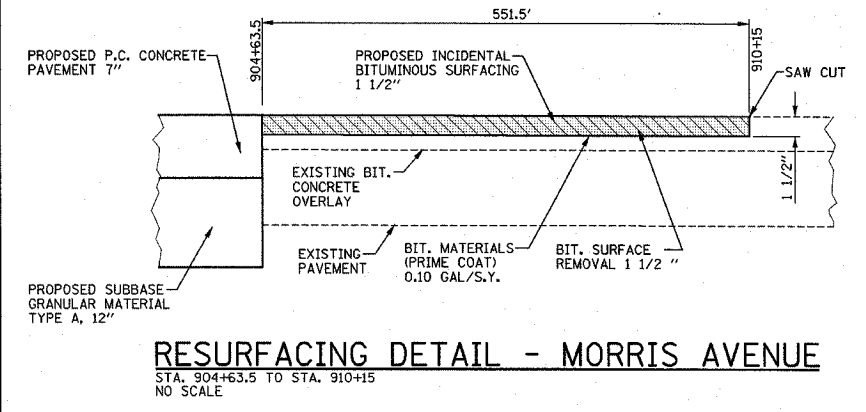 551.5'
904+63.5
910+15
PROPOSED P.C. CONCRETE
PAVEMENT 7"
PROPOSED INCIDENTAL
BITUMINOUS SURFACING
1 1/2"
SAW CUT
1 1/2"
EXISTING BIT.
CONCRETE
OVERLAY
EXISTING
PAVEMENT
BIT. MATERIALS
(PRIME COAT)
0.10 GAL/S.Y.
BIT. SURFACE
REMOVAL 1 1/2 "
PROPOSED SUBBASE
GRANULAR MATERIAL
TYPE A, 12"
RESURFACING DETAIL - MORRIS AVENUE
STA. 904+63.5 TO STA. 910+15
NO SCALE